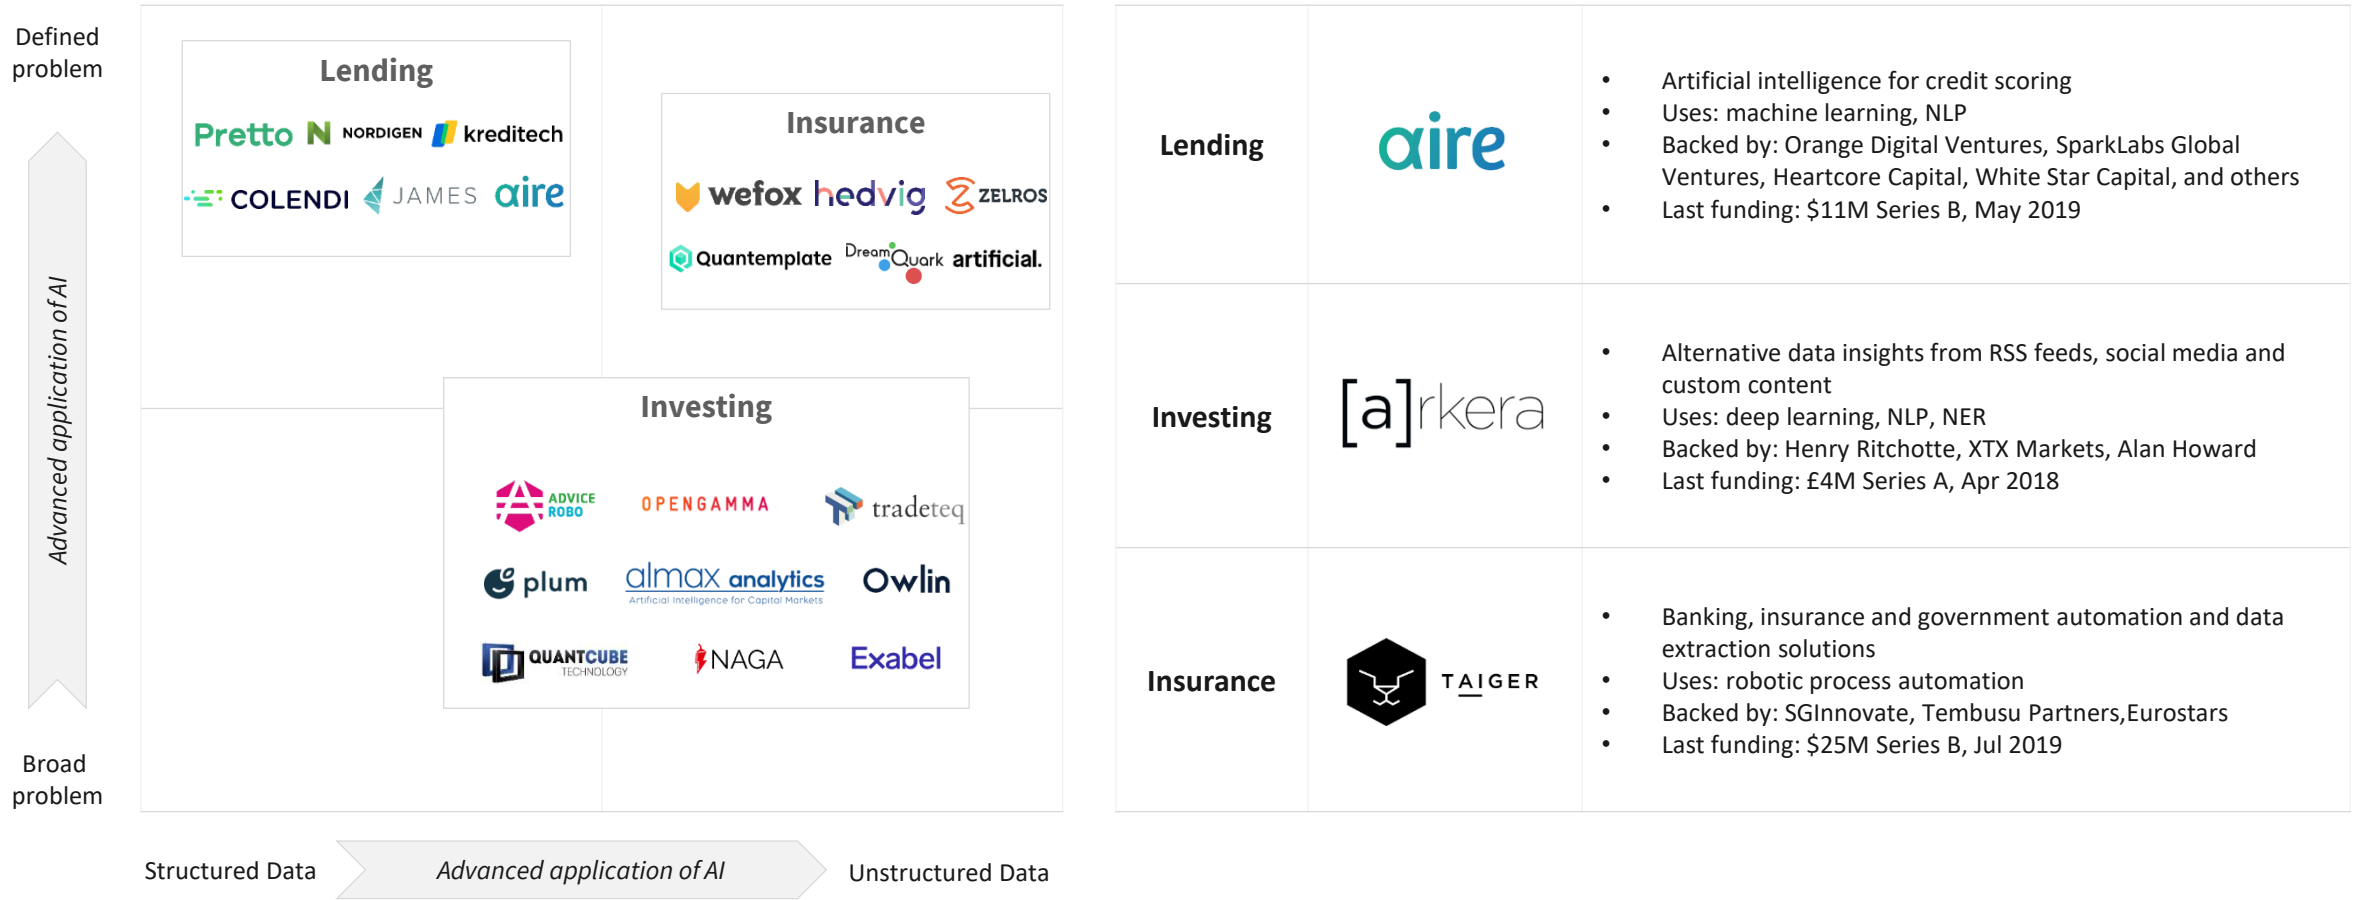 Defined
problem
Advanced application of AI
Broad
problem
Lending
Pretto
NORDIGEN
kreditech
COLENDI
JAMES
aire
Insurance
wefox
hedvig
ZELROS
Quantemplate
DreamQuark
artificial.
Investing
ADVICE
ROBO
OPENGAMMA
tradeteq
plum
almax analytics
Artificial Intelligence for Capital Markets
Owlin
QUANTCUBE
TECHNOLOGY
NAGA
Exabel
Structured Data
Advanced application of AI
Unstructured Data
Lending
aire
• Artificial intelligence for credit scoring
• Uses: machine learning, NLP
• Backed by: Orange Digital Ventures, SparkLabs Global
Ventures, Heartcore Capital, White Star Capital, and others
• Last funding: $11M Series B, May 2019
Investing
[a]rkera
• Alternative data insights from RSS feeds, social media and
custom content
• Uses: deep learning, NLP, NER
• Backed by: Henry Ritchotte, XTX Markets, Alan Howard
• Last funding: £4M Series A, Apr 2018
Insurance
TAIGER
• Banking, insurance and government automation and data
extraction solutions
• Uses: robotic process automation
• Backed by: SGInnovate, Tembusu Partners,Eurostars
• Last funding: $25M Series B, Jul 2019